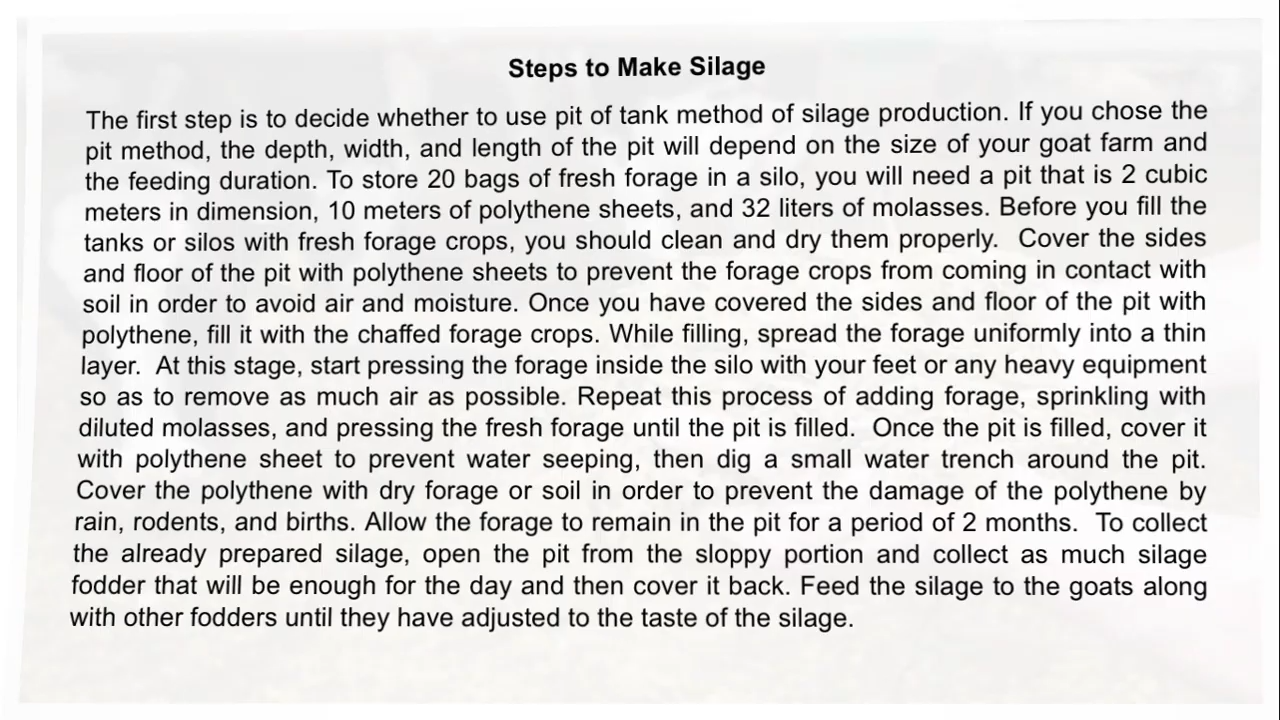 Steps to Make Silage
The first step is to decide whether to use pit of tank method of silage production. If you chose the
pit method, the depth, width, and length of the pit will depend on the size of your goat farm and
the feeding duration. To store 20 bags of fresh forage in a silo, you will need a pit that is 2 cubic
meters in dimension, 10 meters of polythene sheets, and 32 liters of molasses. Before you fill the
tanks or silos with fresh forage crops, you should clean and dry them properly.  Cover the sides
and floor of the pit with polythene sheets to prevent the forage crops from coming in contact with
soil in order to avoid air and moisture. Once you have covered the sides and floor of the pit with
polythene, fill it with the chaffed forage crops. While filling, spread the forage uniformly into a thin
layer.  At this stage, start pressing the forage inside the silo with your feet or any heavy equipment
so as to remove as much air as possible. Repeat this process of adding forage, sprinkling with
diluted molasses, and pressing the fresh forage until the pit is filled.  Once the pit is filled, cover it
with polythene sheet to prevent water seeping, then dig a small water trench around the pit.
Cover the polythene with dry forage or soil in order to prevent the damage of the polythene by
rain, rodents, and births. Allow the forage to remain in the pit for a period of 2 months.  To collect
the already prepared silage, open the pit from the sloppy portion and collect as much silage
fodder that will be enough for the day and then cover it back. Feed the silage to the goats along
with other fodders until they have adjusted to the taste of the silage.